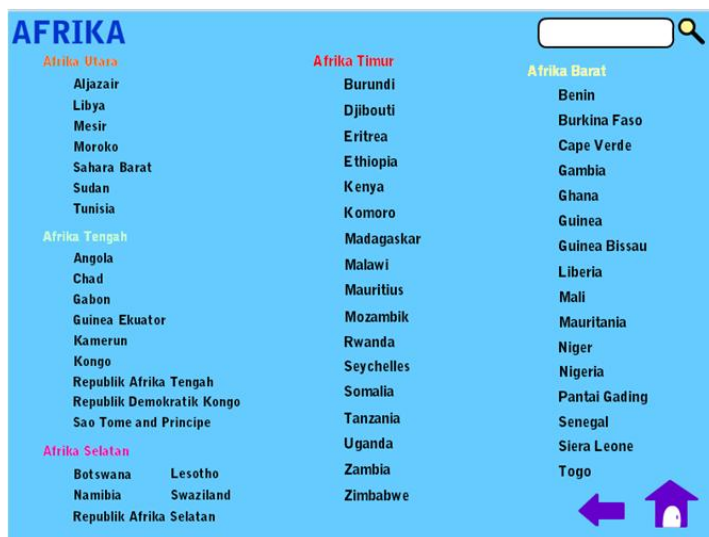 AFRIKA
Afrika Utara
Aljazair
Libya
Mesir
Moroko
Sahara Barat
Sudan
Tunisia
Afrika Tengah
Angola
Chad
Gabon
Guinea Ekuator
Kamerun
Kongo
Republik Afrika Tengah
Republik Demokratik Kongo
Sao Tome and Principe
Afrika Selatan
Botswana Lesotho
Namibia Swaziland
Republik Afrika Selatan
Afrika Timur
Burundi
Djibouti
Eritrea
Ethiopia
Kenya
Komoro
Madagaskar
Malawi
Mauritius
Mozambik
Rwanda
Seychelles
Somalia
Tanzania
Uganda
Zambia
Zimbabwe
Afrika Barat
Benin
Burkina Faso
Cape Verde
Gambia
Ghana
Guinea
Guinea Bissau
Liberia
Mali
Mauritania
Niger
Nigeria
Pantai Gading
Senegal
Siera Leone
Togo